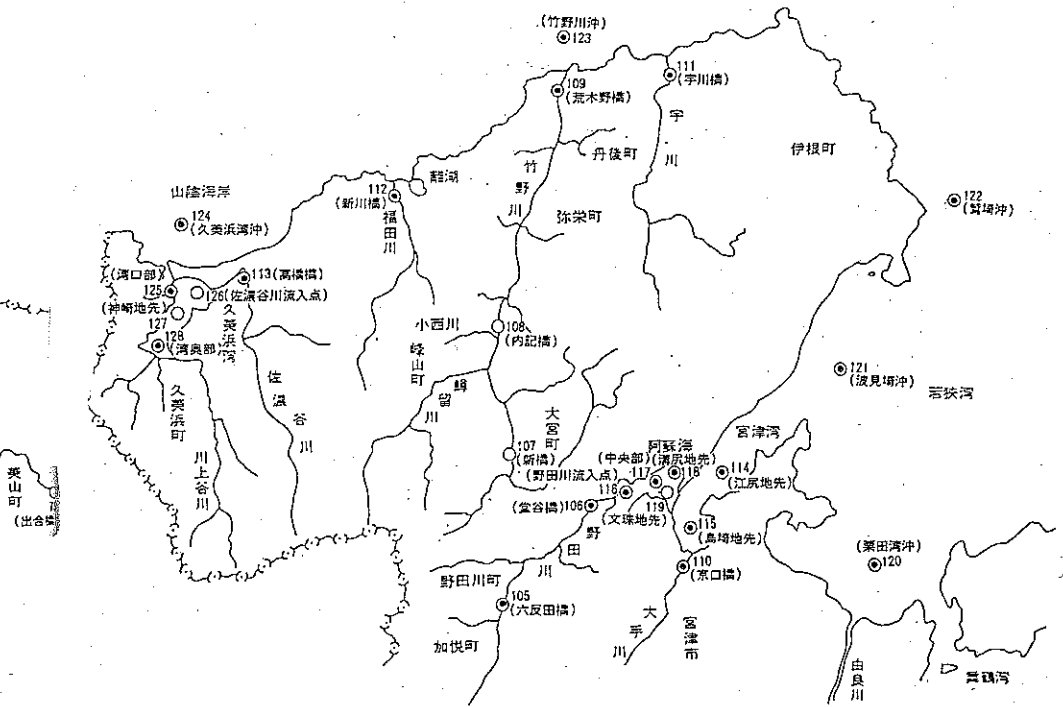 (竹野川沖)
123
111
(宇川橋)
109
(荒木野橋)
宇川
丹後町
伊根町
離湖
竹野川
山陰海岸
112
(新川橋)
124
(久美浜湾沖)
福田川
弥栄町
122
(鷲埼沖)
(湾口部)
113(高橋橋)
125
126(佐濃谷川流入点)
(神崎地先)
127
久美浜湾
128
(湾奥部)
小西川
108
(内記橋)
峰山町
鱒留川
121
(波見埼沖)
若狭湾
久美浜町
佐濃谷川
大宮町
阿蘇海
宮津湾
川上谷川
107
(新橋)
(中央部)
(溝尻地先)
(野田川流入点)
117
118
114
(江尻地先)
116
119
(文珠地先)
美山町
(出合橋
(堂谷橋)106
野田川
115
(島埼地先)
(栗田湾沖)
120
野田川町
110
(京口橋)
105
(六反田橋)
大手川
宮津市
加悦町
由良川
舞鶴湾